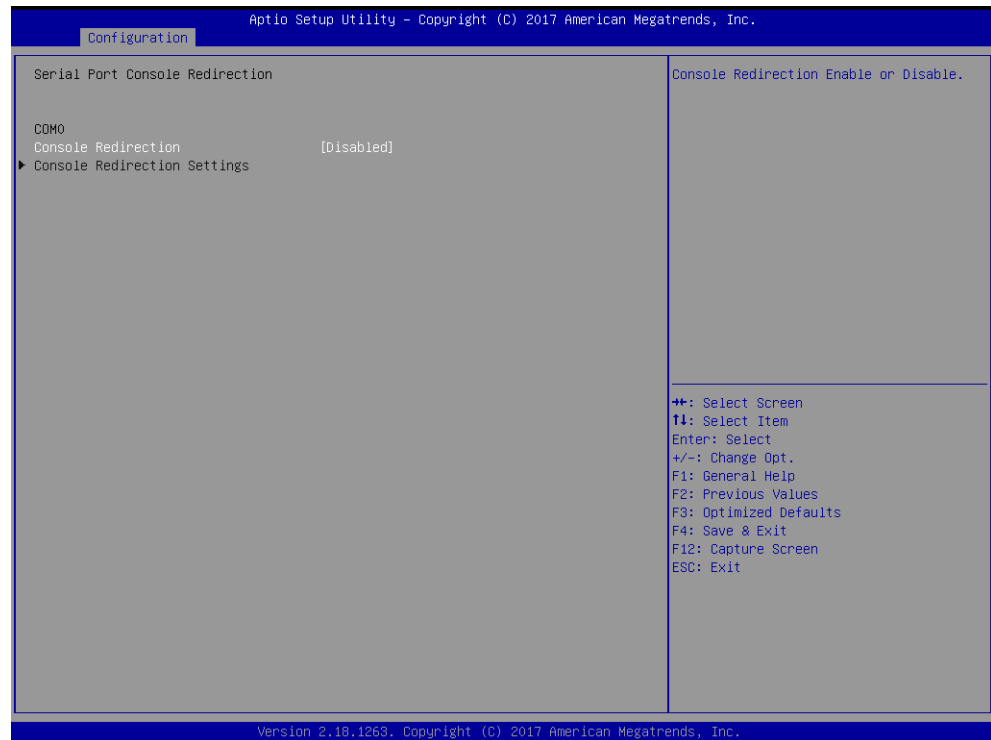 Aptio Setup Utility – Copyright (C) 2017 American Megatrends, Inc.
Configuration
Serial Port Console Redirection
COM0
Console Redirection [Disabled]
▶ Console Redirection Settings
Console Redirection Enable or Disable.
→←: Select Screen
↑↓: Select Item
Enter: Select
+/-: Change Opt.
F1: General Help
F2: Previous Values
F3: Optimized Defaults
F4: Save & Exit
F12: Capture Screen
ESC: Exit
Version 2.18.1263. Copyright (C) 2017 American Megatrends, Inc.